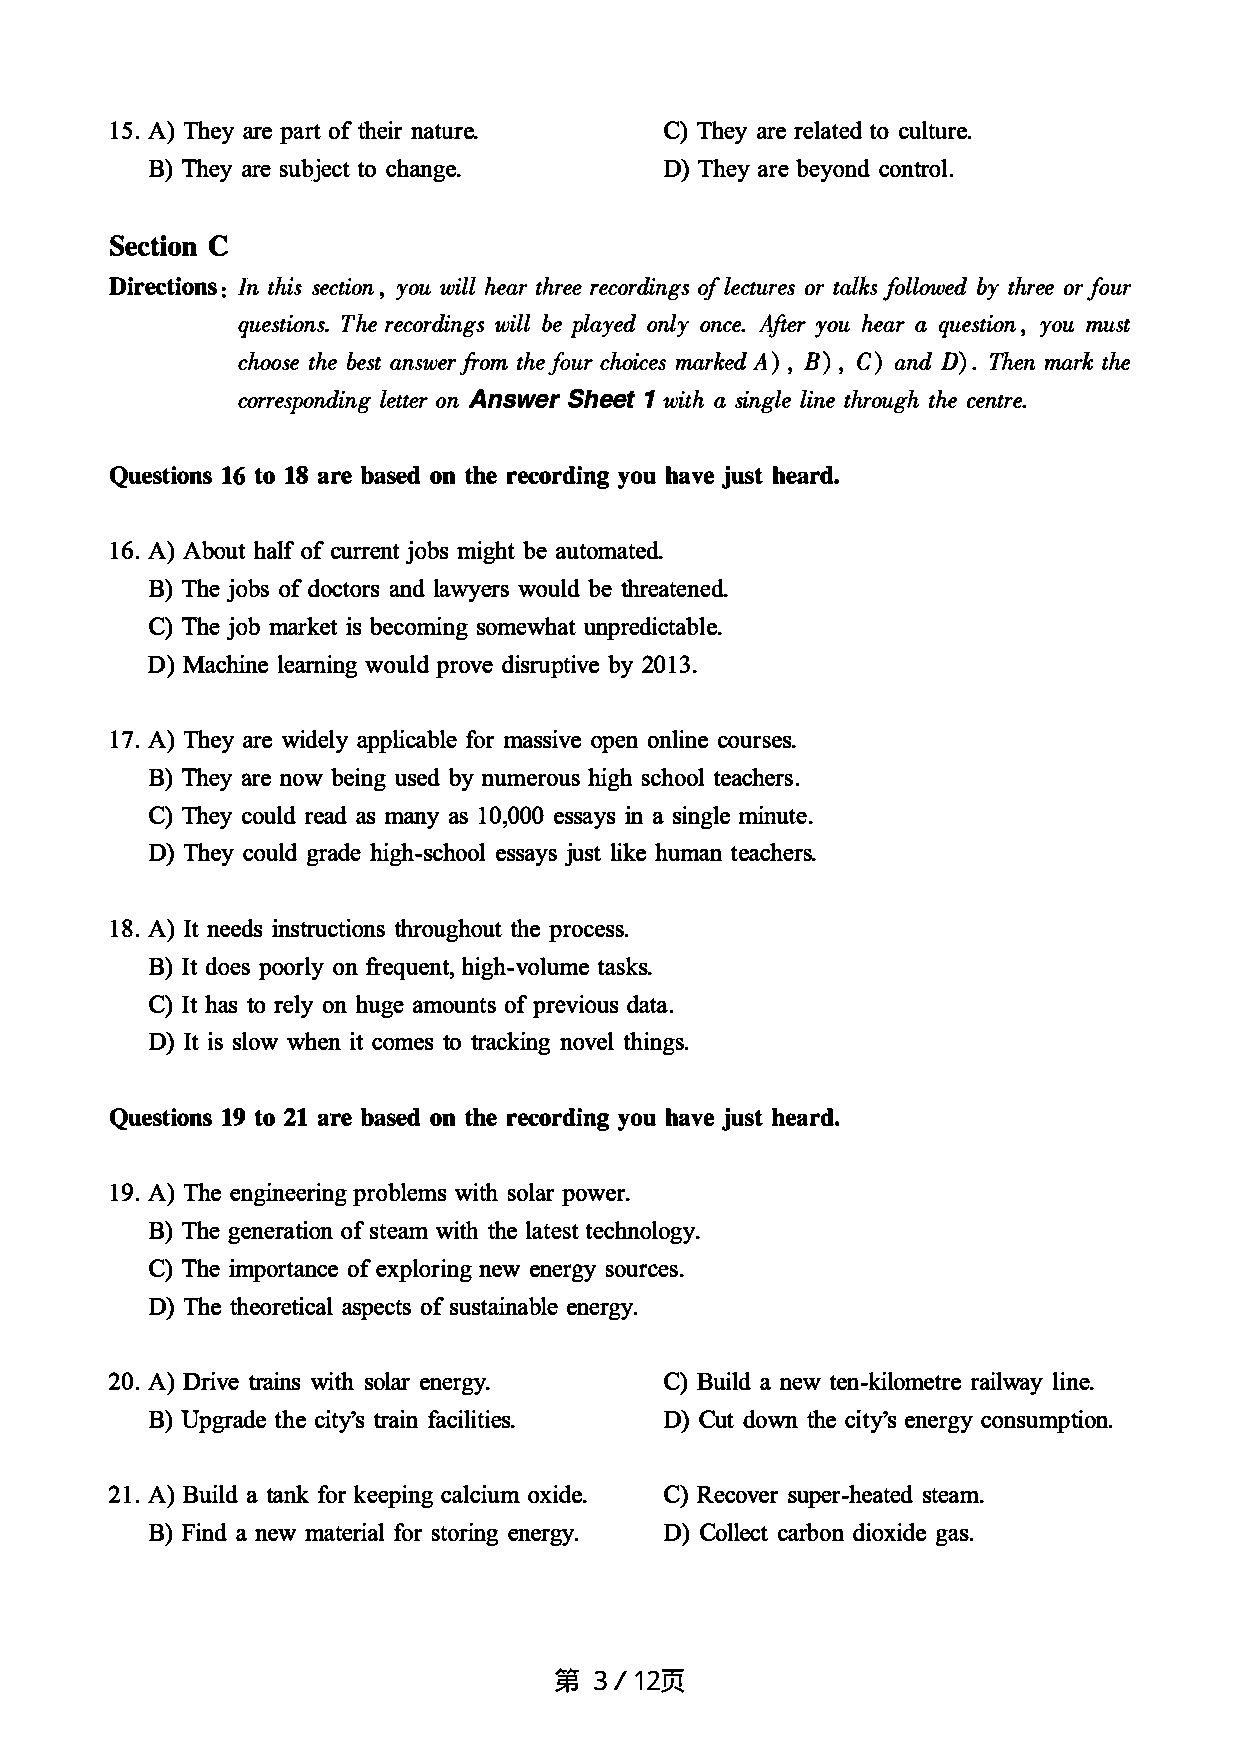 15. A) They are part of their nature. C) They are related to culture.
B) They are subject to change. D) They are beyond control.
Section C
Directions: In this section, you will hear three recordings of lectures or talks followed by three or four
questions. The recordings will be played only once. After you hear a question, you must
choose the best answer from the four choices marked A), B), C) and D). Then mark the
corresponding letter on Answer Sheet 1 with a single line through the centre.
Questions 16 to 18 are based on the recording you have just heard.
16. A) About half of current jobs might be automated.
B) The jobs of doctors and lawyers would be threatened.
C) The job market is becoming somewhat unpredictable.
D) Machine learning would prove disruptive by 2013.
17. A) They are widely applicable for massive open online courses.
B) They are now being used by numerous high school teachers.
C) They could read as many as 10,000 essays in a single minute.
D) They could grade high-school essays just like human teachers.
18. A) It needs instructions throughout the process.
B) It does poorly on frequent, high-volume tasks.
C) It has to rely on huge amounts of previous data.
D) It is slow when it comes to tracking novel things.
Questions 19 to 21 are based on the recording you have just heard.
19. A) The engineering problems with solar power.
B) The generation of steam with the latest technology.
C) The importance of exploring new energy sources.
D) The theoretical aspects of sustainable energy.
20. A) Drive trains with solar energy. C) Build a new ten-kilometre railway line.
B) Upgrade the city's train facilities. D) Cut down the city's energy consumption.
21. A) Build a tank for keeping calcium oxide. C) Recover super-heated steam.
B) Find a new material for storing energy. D) Collect carbon dioxide gas.
第 3 / 12页